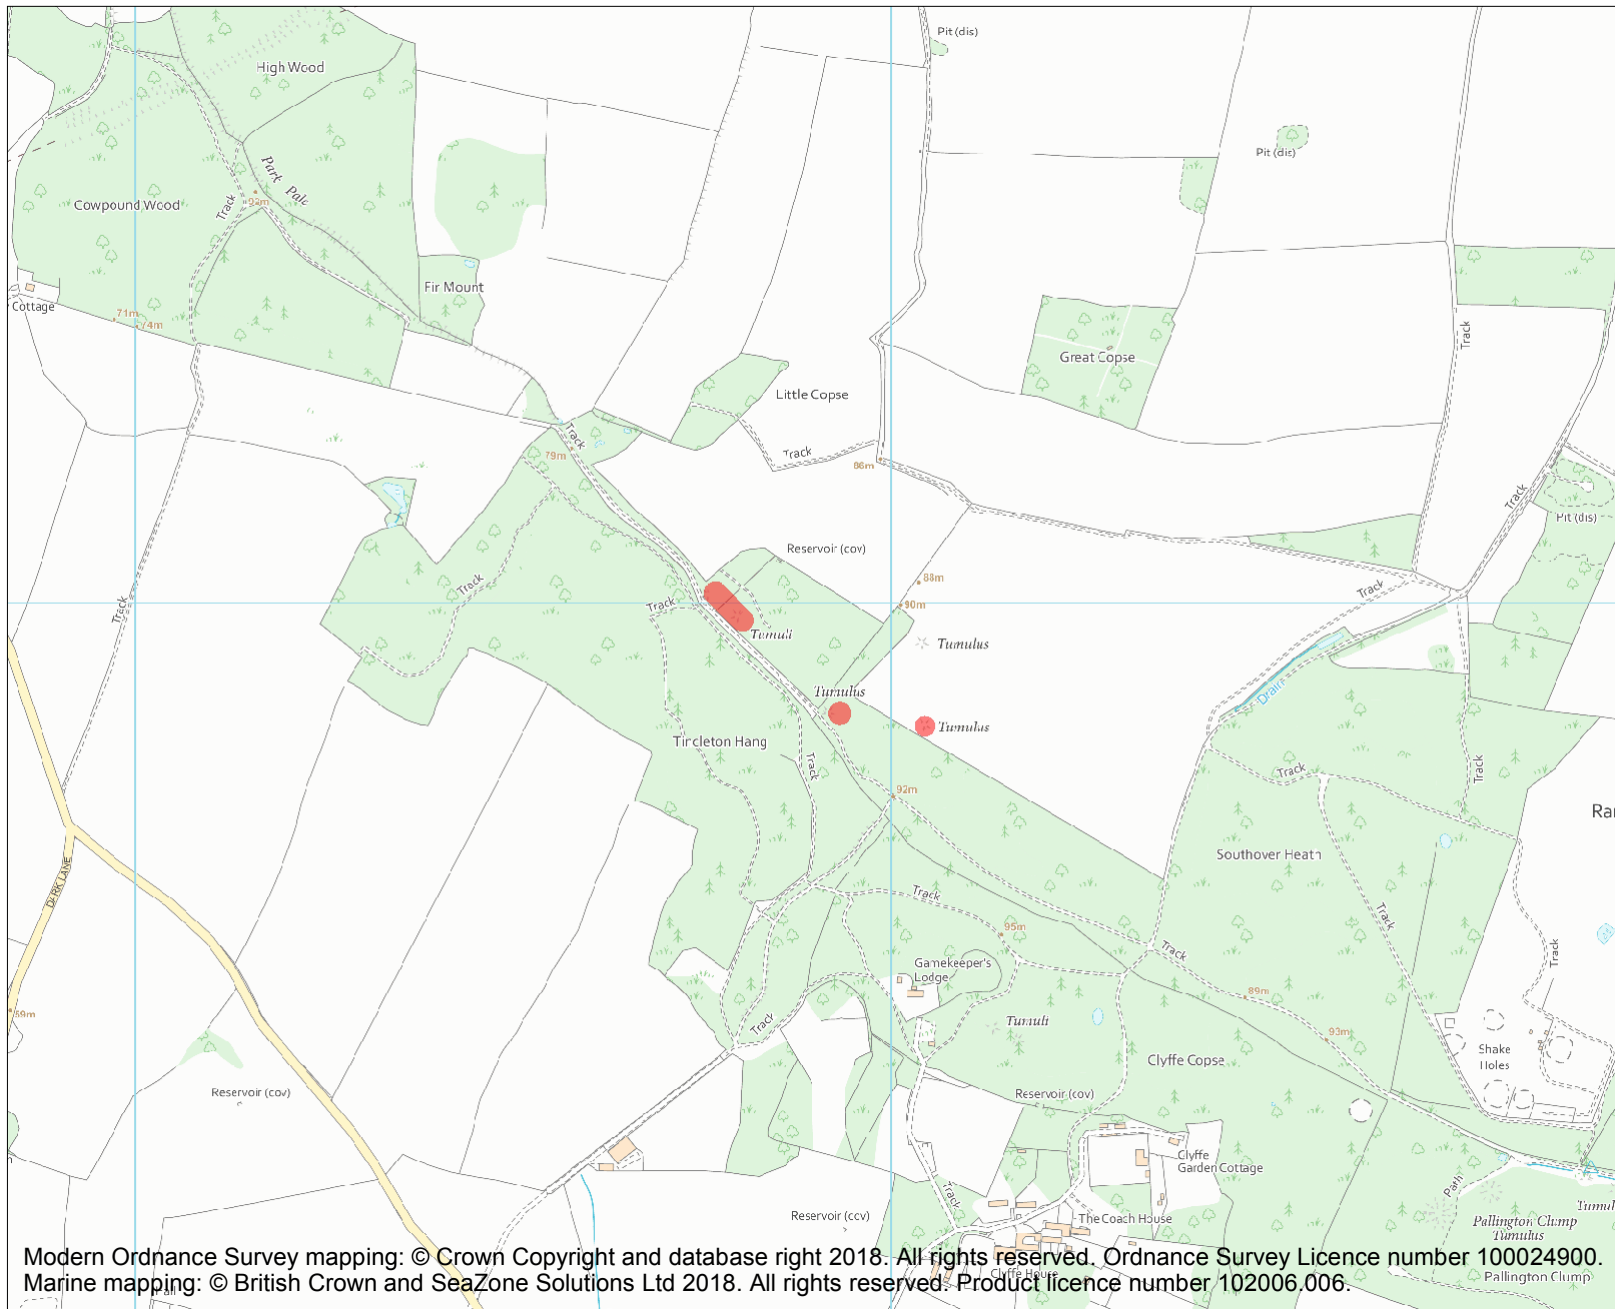 Pit (dis)
High Wood
Pit (dis)
Park Pale
Track
92m
Cowpound Wood
Fir Mount
Cottage
71m
74m
Track
Great Copse
Little Copse
Track
79m
Track
86m
Track
Pit (dis)
Reservoir (cov)
88m
Track
Track
Track
Track
90m
Tumuli
Tumulus
Tumulus
Drain
Tumulus
Tincleton Hang
Track
Track
Track
92m
Southover Heath
DARK LANE
Track
Track
95m
Track
Track
Gamekeeper's
Lodge
89m
59m
Track
Tumuli
93m
Shake
Holes
Clyffe Copse
Reservoir (cov)
Reservoir (cov)
Clyffe
Garden Cottage
Track
Path
Reservoir (cov)
The Coach House
Pallington Clump
Tumulus
Modern Ordnance Survey mapping: © Crown Copyright and database right 2018. All rights reserved. Ordnance Survey Licence number 100024900.
Clyffe House
Pallington Clump
Marine mapping: © British Crown and SeaZone Solutions Ltd 2018. All rights reserved. Product licence number 102006.006.